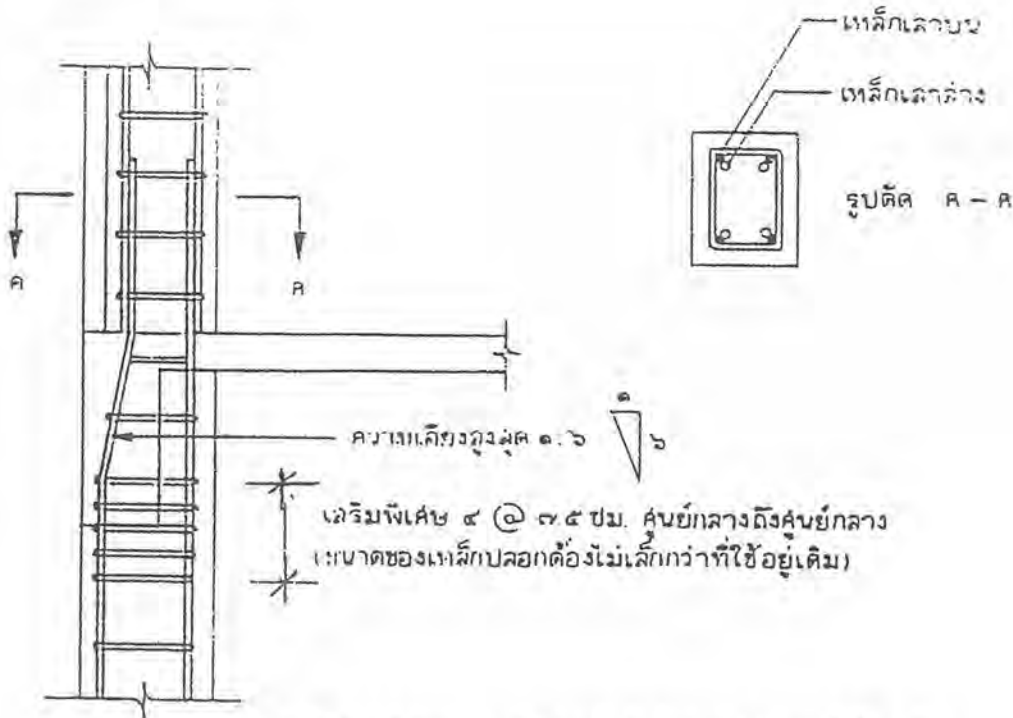 เหล็กเสาบน
เหล็กเสาล่าง
รูปตัด ค - ค
ค
ค
ความเอียงสูงสุด ๑:๖
๑
๖
เสริมพิเศษ ๔ @ ๗.๕ ซม. ศูนย์กลางถึงศูนย์กลาง
(ขนาดของเหล็กปลอกต้องไม่เล็กกว่าที่ใช้อยู่เดิม)